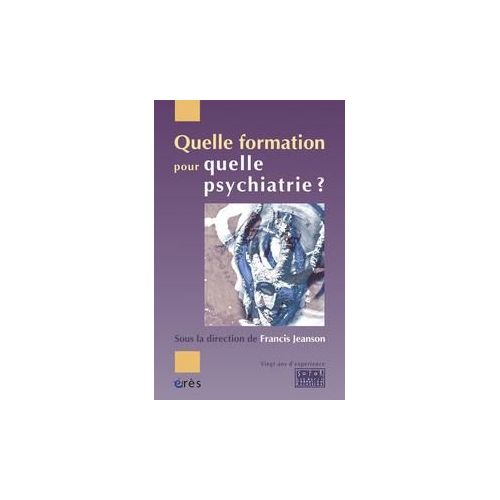 Quelle formation
pour quelle
psychiatrie ?
Sous la direction de Francis Jeanson
Vingt ans d'expérience
érès